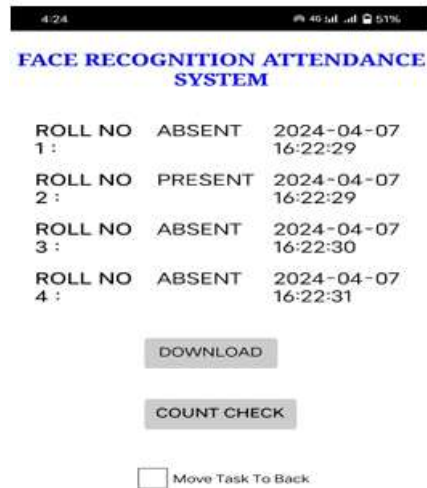 4:24 4G 51%
FACE RECOGNITION ATTENDANCE
SYSTEM
ROLL NO ABSENT 2024-04-07
1 : 16:22:29
ROLL NO PRESENT 2024-04-07
2 : 16:22:29
ROLL NO ABSENT 2024-04-07
3 : 16:22:30
ROLL NO ABSENT 2024-04-07
4 : 16:22:31
DOWNLOAD
COUNT CHECK
Move Task To Back